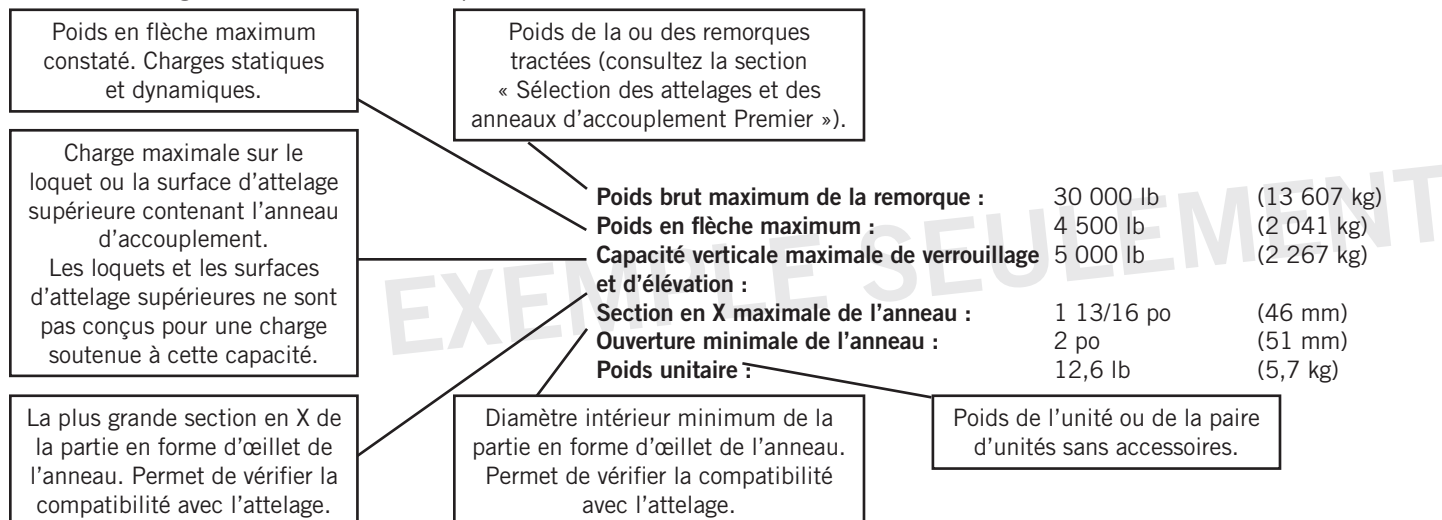 Poids en flèche maximum
constaté. Charges statiques
et dynamiques.
Poids de la ou des remorques
tractées (consultez la section
« Sélection des attelages et des
anneaux d'accouplement Premier »).
Charge maximale sur le
loquet ou la surface d'attelage
supérieure contenant l'anneau
d'accouplement.
Les loquets et les surfaces
d'attelage supérieures ne sont
pas conçus pour une charge
soutenue à cette capacité.
EXEMPLE SEULEMENT
Poids brut maximum de la remorque : 30 000 lb (13 607 kg)
Poids en flèche maximum : 4 500 lb (2 041 kg)
Capacité verticale maximale de verrouillage 5 000 lb (2 267 kg)
et d'élévation :
Section en X maximale de l'anneau : 1 13/16 po (46 mm)
Ouverture minimale de l'anneau : 2 po (51 mm)
Poids unitaire : 12,6 lb (5,7 kg)
La plus grande section en X de
la partie en forme d'œillet de
l'anneau. Permet de vérifier la
compatibilité avec l'attelage.
Diamètre intérieur minimum de la
partie en forme d'œillet de l'anneau.
Permet de vérifier la compatibilité
avec l'attelage.
Poids de l'unité ou de la paire
d'unités sans accessoires.